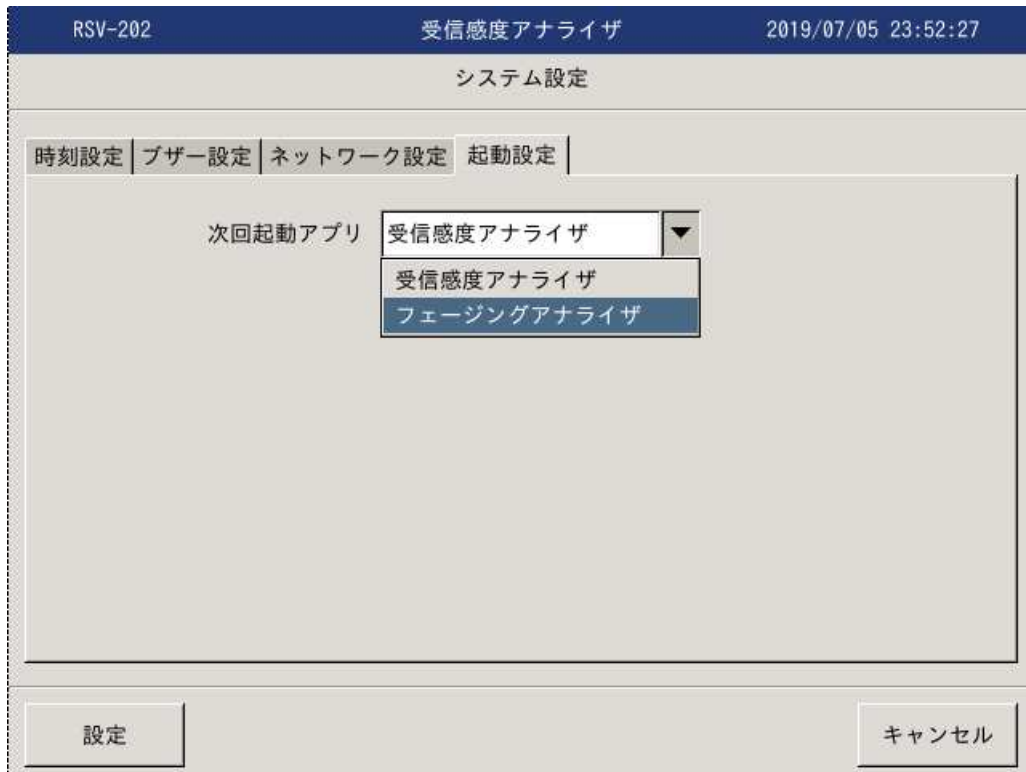 RSV-202 受信感度アナライザ 2019/07/05 23:52:27
システム設定
時刻設定 ブザー設定 ネットワーク設定 起動設定
次回起動アプリ 受信感度アナライザ
受信感度アナライザ
フェージングアナライザ
設定 キャンセル